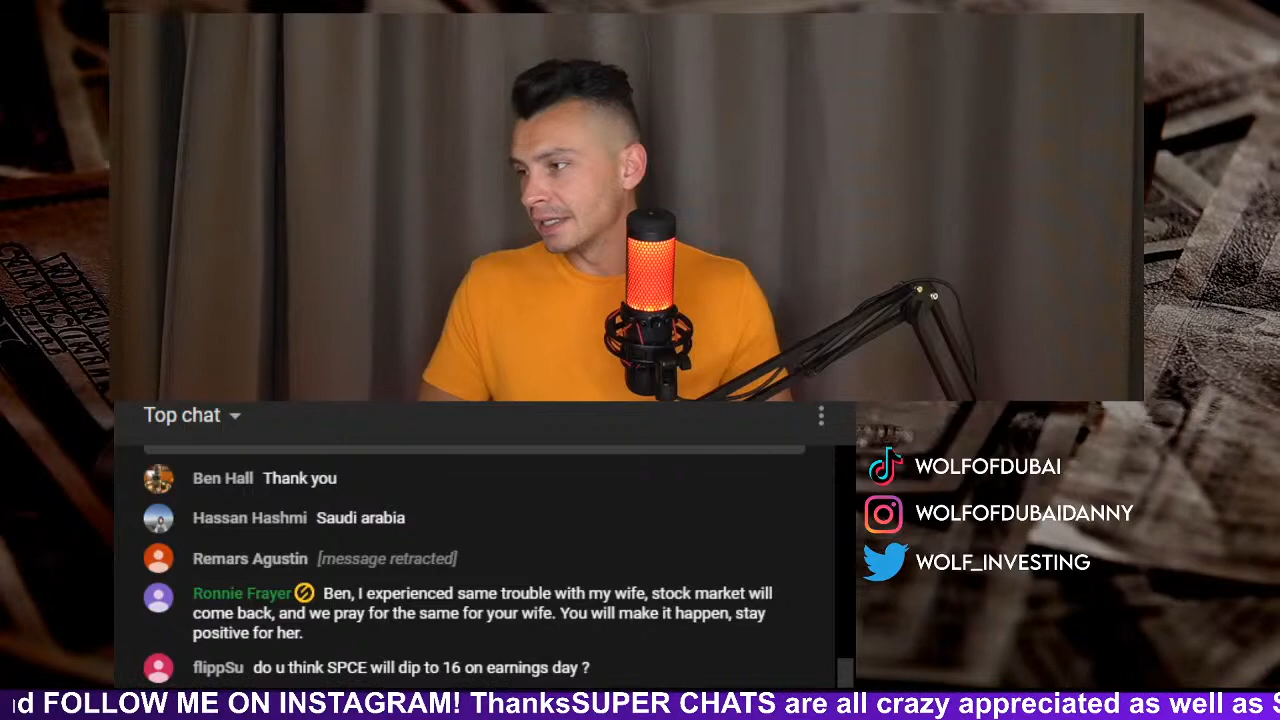 Top chat
Ben Hall Thank you
Hassan Hashmi Saudi arabia
Remars Agustin [message retracted]
Ronnie Frayer Ben, I experienced same trouble with my wife, stock market will
come back, and we pray for the same for your wife. You will make it happen, stay
positive for her.
flippSu do u think SPCE will dip to 16 on earnings day ?
WOLFOFDUBAI
WOLFOFDUBAIDANNY
WOLF_INVESTING
FOLLOW ME ON INSTAGRAM! ThanksSUPER CHATS are all crazy appreciated as well as